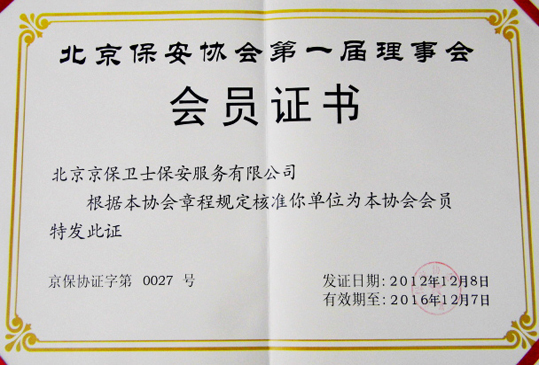 北京保安协会第一届理事会
会员证书
北京京保卫士保安服务有限公司
根据本协会章程规定核准你单位为本协会会员
特发此证
京保协证字第 0027 号
发证日期: 2012年12月8日
有效期至: 2016年12月7日